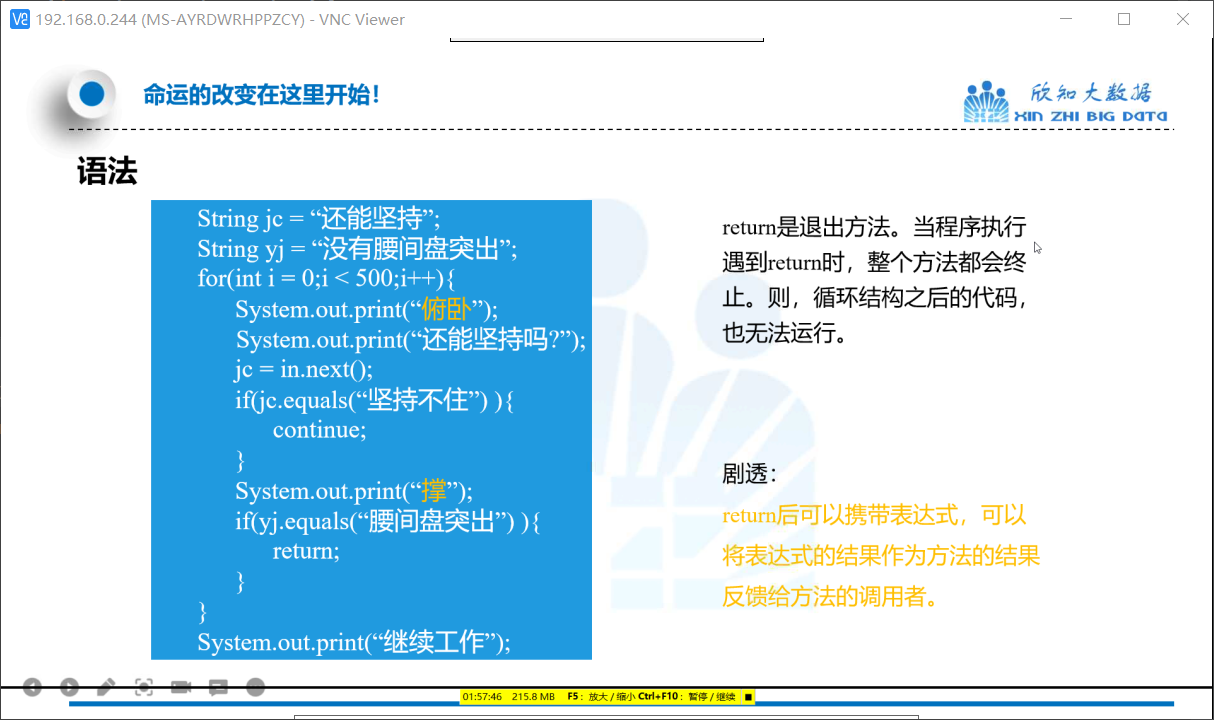 192.168.0.244 (MS-AYRDWRHPPZCY) - VNC Viewer
命运的改变在这里开始!
欣知大数据
XIN ZHI BIG DATA
语法
String jc = “还能坚持”;
String yj = “没有腰间盘突出”;
for(int i = 0;i < 500;i++){
System.out.print(“俯卧”);
System.out.print(“还能坚持吗?”);
jc = in.next();
if(jc.equals(“坚持不住”) ){
continue;
}
System.out.print(“撑”);
if(yj.equals(“腰间盘突出”) ){
return;
}
}
System.out.print(“继续工作”);
return是退出方法。当程序执行
遇到return时，整个方法都会终
止。则，循环结构之后的代码，
也无法运行。
剧透：
return后可以携带表达式，可以
将表达式的结果作为方法的结果
反馈给方法的调用者。
01:57:46 215.8 MB F5：放大 / 缩小 Ctrl+F10：暂停 / 继续